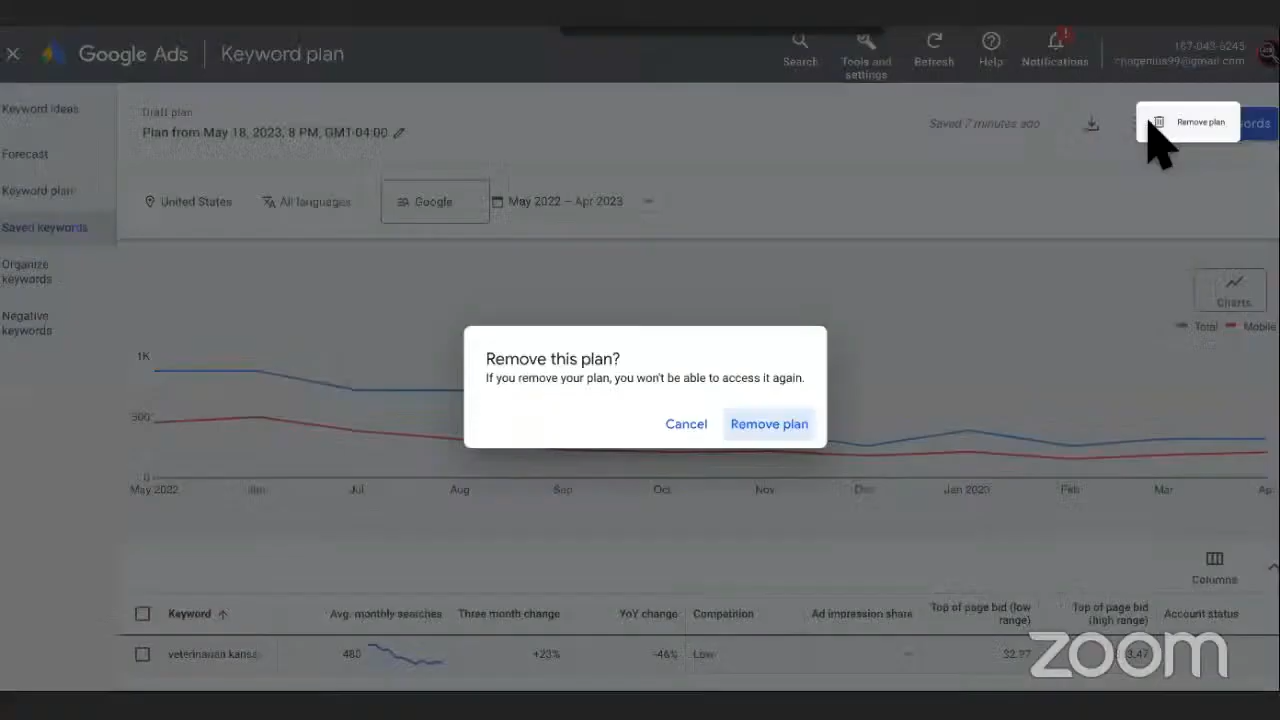 Google Ads
Keyword plan
Search
Tools and settings
Refresh
Help
Notifications
Keyword ideas
Forecast
Keyword plan
Saved keywords
Organize keywords
Negative keywords
Draft plan
Plan from May 18, 2023, 8 PM, GMT-04:00
Saved 7 minutes ago
Remove plan
United States
All languages
Google
May 2022 – Apr 2023
Charts
Total
Mobile
1K
500
0
May 2022
Jul
Aug
Sep
Oct
Nov
Dec
Jan 2023
Feb
Mar
Remove this plan?
If you remove your plan, you won't be able to access it again.
Cancel
Remove plan
Columns
Keyword
Avg. monthly searches
Three month change
YoY change
Competition
Ad impression share
Top of page bid (low range)
Top of page bid (high range)
Account status
480
+23%
-46%
Low
zoom